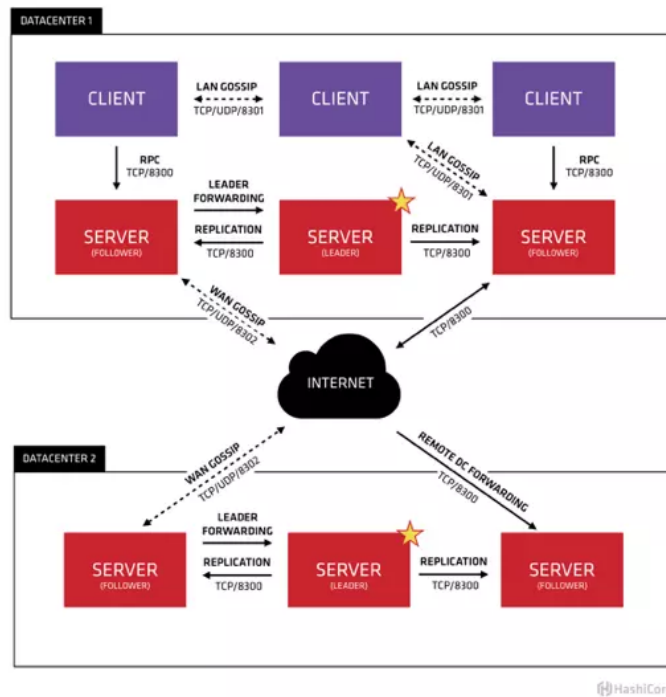 DATACENTER 1
CLIENT
LAN GOSSIP
TCP/UDP/8301
CLIENT
LAN GOSSIP
TCP/UDP/8301
CLIENT
RPC
TCP/8300
LAN GOSSIP
TCP/UDP/8301
RPC
TCP/8300
SERVER
(FOLLOWER)
LEADER
FORWARDING
REPLICATION
TCP/8300
SERVER
(LEADER)
REPLICATION
TCP/8300
SERVER
(FOLLOWER)
WAN GOSSIP
TCP/UDP/8302
TCP/8300
INTERNET
DATACENTER 2
WAN GOSSIP
TCP/UDP/8302
REMOTE DC FORWARDING
TCP/8300
SERVER
(FOLLOWER)
LEADER
FORWARDING
REPLICATION
TCP/8300
SERVER
(LEADER)
REPLICATION
TCP/8300
SERVER
(FOLLOWER)